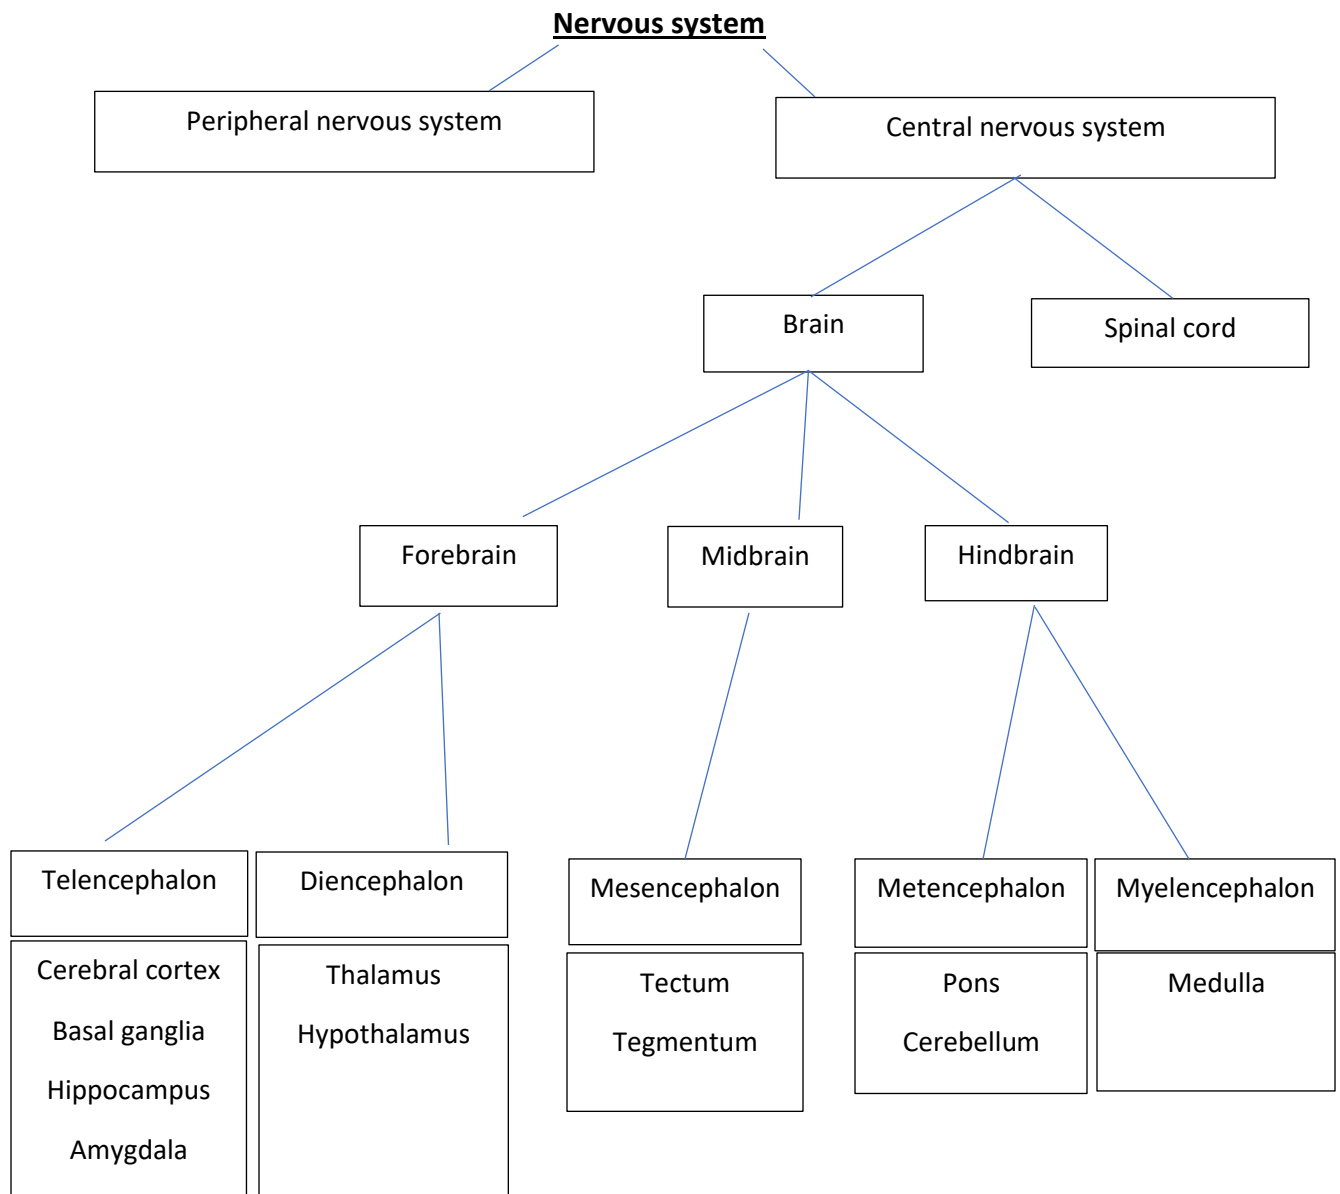 Nervous system
Peripheral nervous system
Central nervous system
Brain
Spinal cord
Forebrain
Midbrain
Hindbrain
Telencephalon
Diencephalon
Mesencephalon
Metencephalon
Myelencephalon
Cerebral cortex
Basal ganglia
Hippocampus
Amygdala
Thalamus
Hypothalamus
Tectum
Tegmentum
Pons
Cerebellum
Medulla